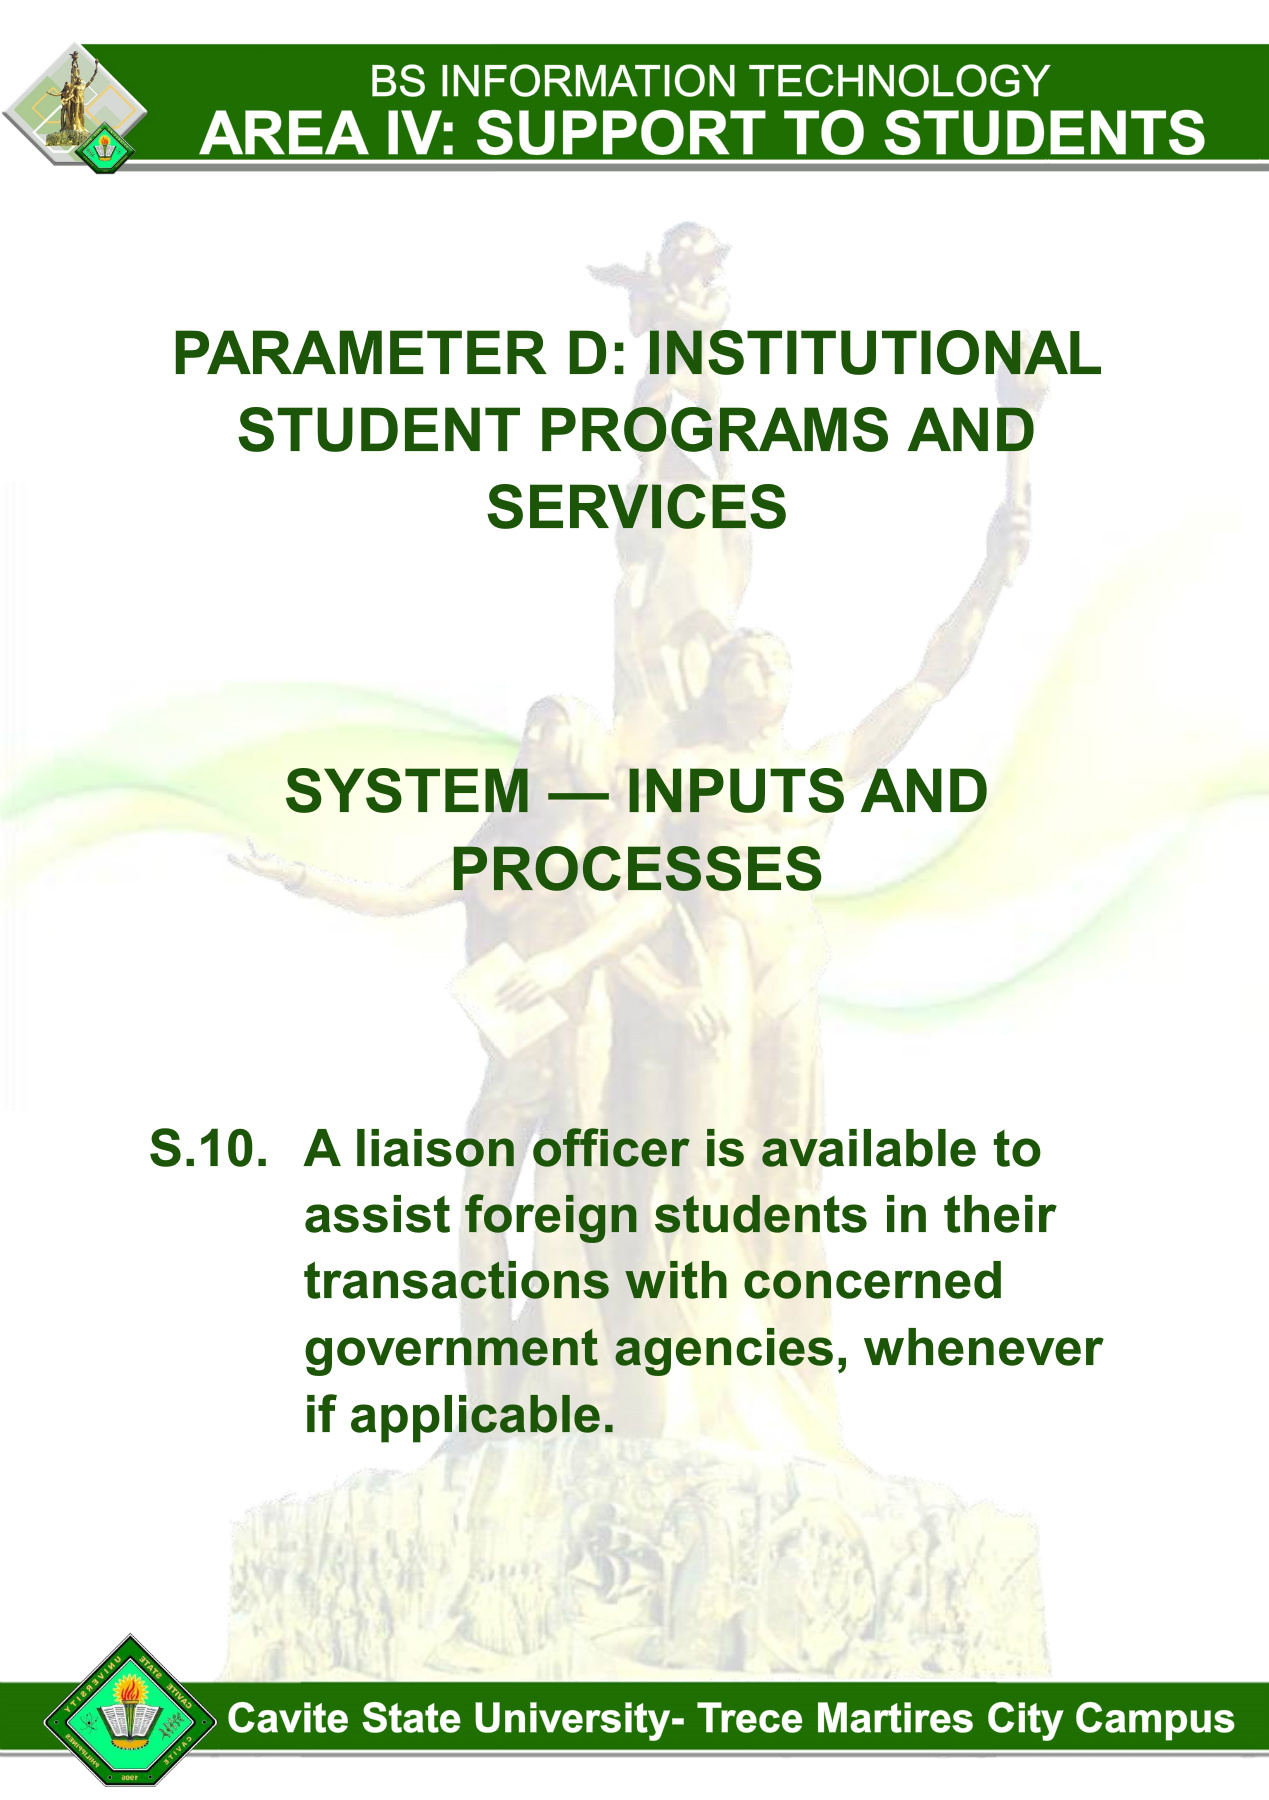 BS INFORMATION TECHNOLOGY
AREA IV: SUPPORT TO STUDENTS
PARAMETER D: INSTITUTIONAL
STUDENT PROGRAMS AND
SERVICES
SYSTEM — INPUTS AND
PROCESSES
S.10. A liaison officer is available to
assist foreign students in their
transactions with concerned
government agencies, whenever
if applicable.
CAVITE STATE UNIVERSITY
CAVITE PHILIPPINES
1906
Cavite State University- Trece Martires City Campus